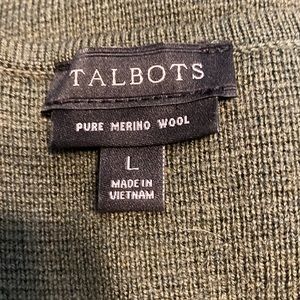 TALBOTS
PURE MERINO WOOL
L
MADE IN
VIETNAM